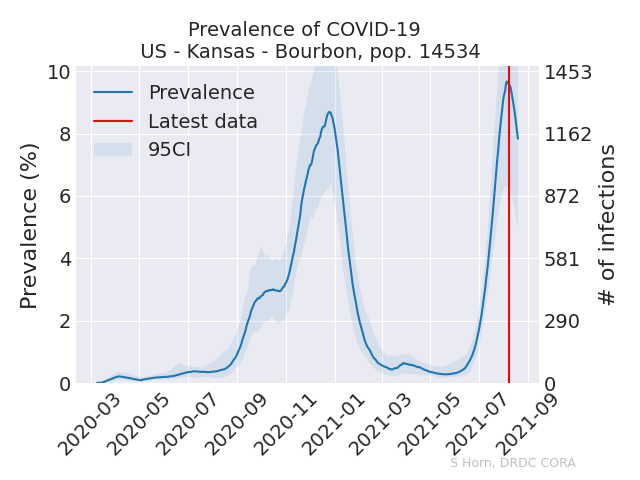 Prevalence of COVID-19
US - Kansas - Bourbon, pop. 14534
Prevalence
Latest data
95CI
Prevalence (%)
10
8
6
4
2
0
1453
1162
872
581
290
0
# of infections
2020-03
2020-05
2020-07
2020-09
2020-11
2021-01
2021-03
2021-05
2021-07
2021-09
S Horn, DRDC CORA